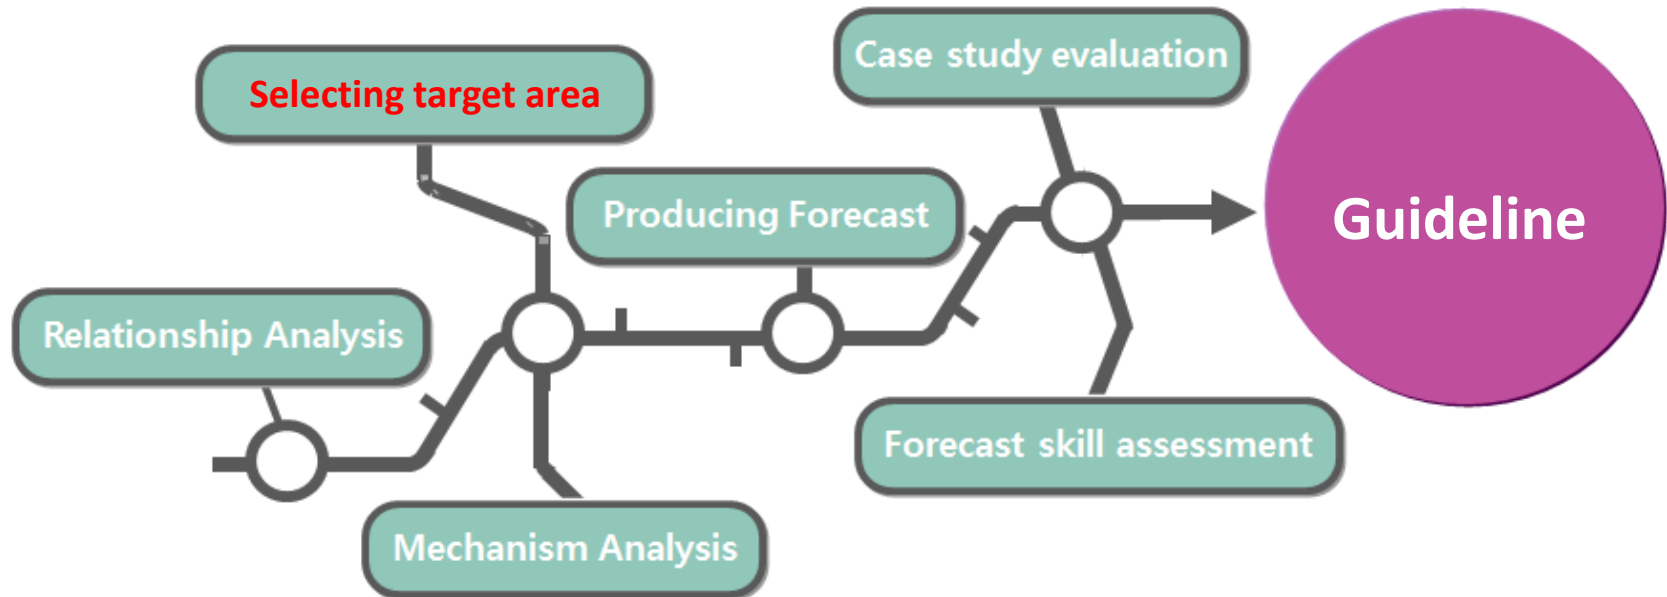 Case study evaluation
Selecting target area
Producing Forecast
Guideline
Relationship Analysis
Forecast skill assessment
Mechanism Analysis